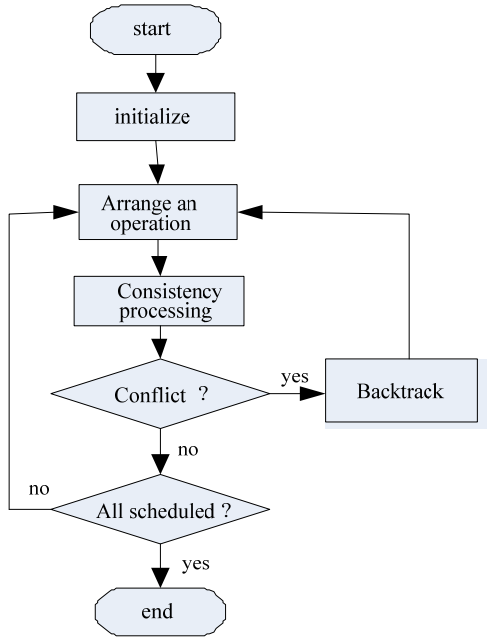 start
initialize
Arrange an
operation
Consistency
processing
Conflict ?
yes
Backtrack
no
no
All scheduled ?
yes
end